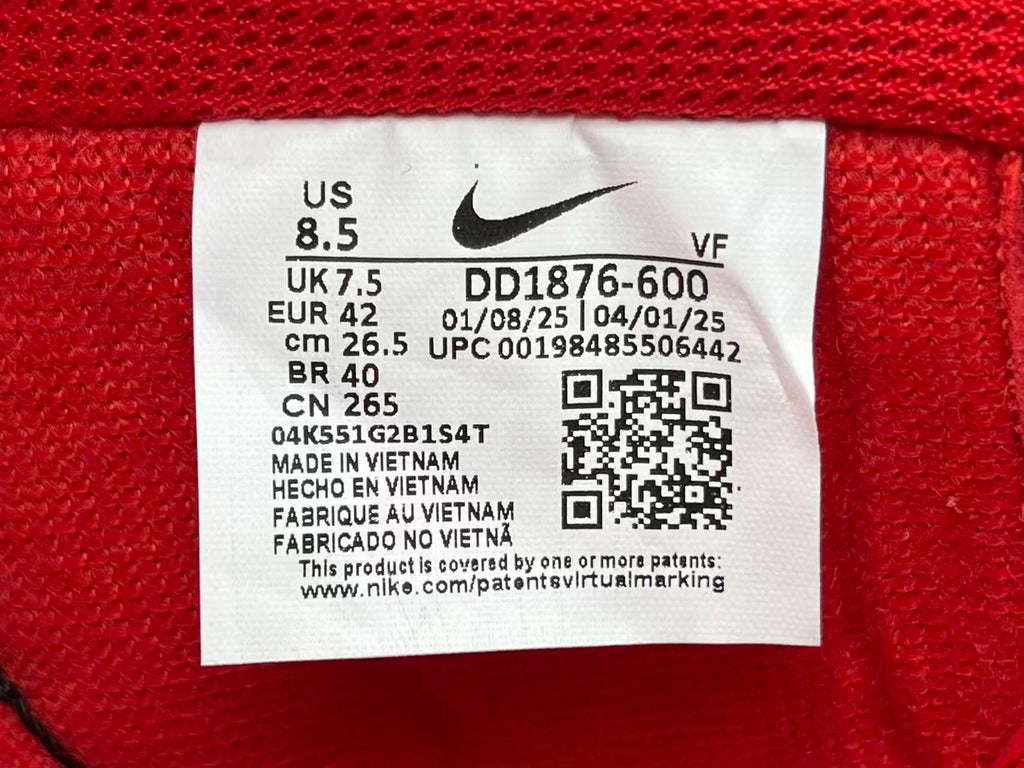 US
8.5
VF
UK 7.5
DD1876-600
EUR 42
01/08/25 | 04/01/25
cm 26.5
UPC 00198485506442
BR 40
CN 265
04K551G2B1S4T
MADE IN VIETNAM
HECHO EN VIETNAM
FABRIQUE AU VIETNAM
FABRICADO NO VIETNÃ
This product is covered by one or more patents:
www.nike.com/patentsvirtualmarking